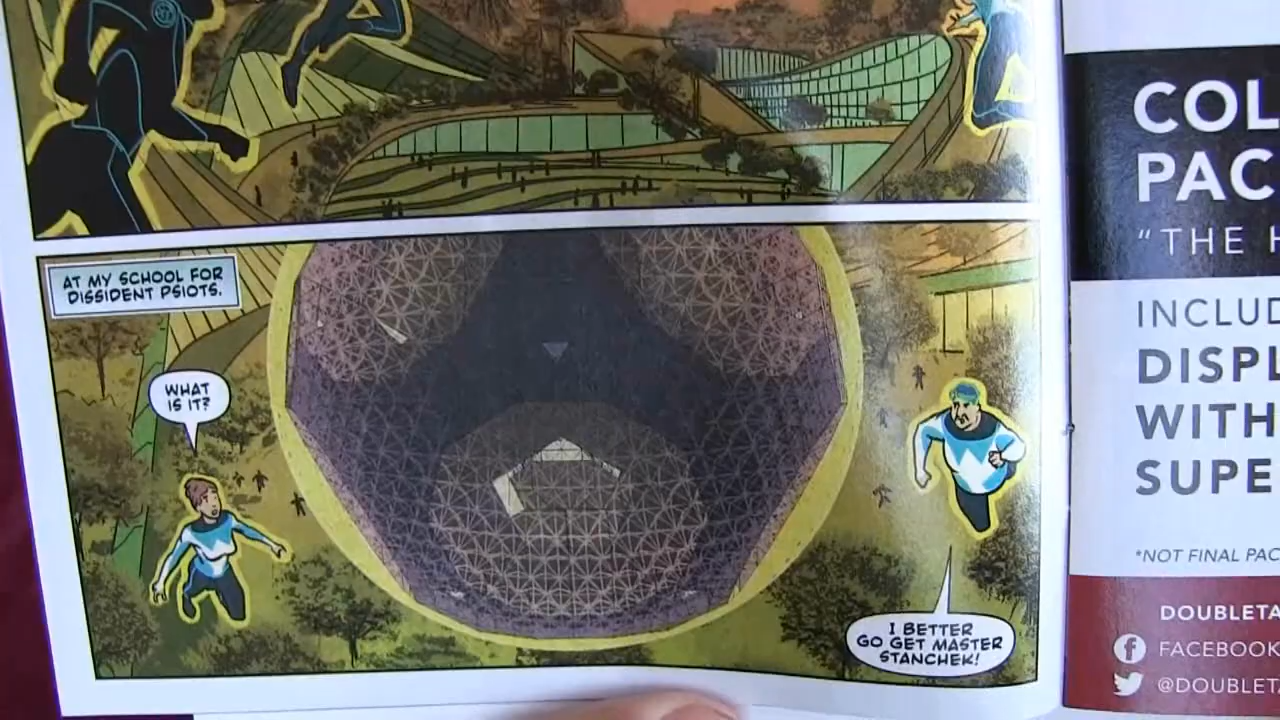 AT MY SCHOOL FOR
DISSIDENT PSIOTS.
WHAT
IS IT?
I BETTER
GO GET MASTER
STANCHEK!
COL
PAC
"THE H
INCLUD
DISPL
WITH
SUPE
*NOT FINAL PAC
DOUBLETA
FACEBOOK
@DOUBLETA